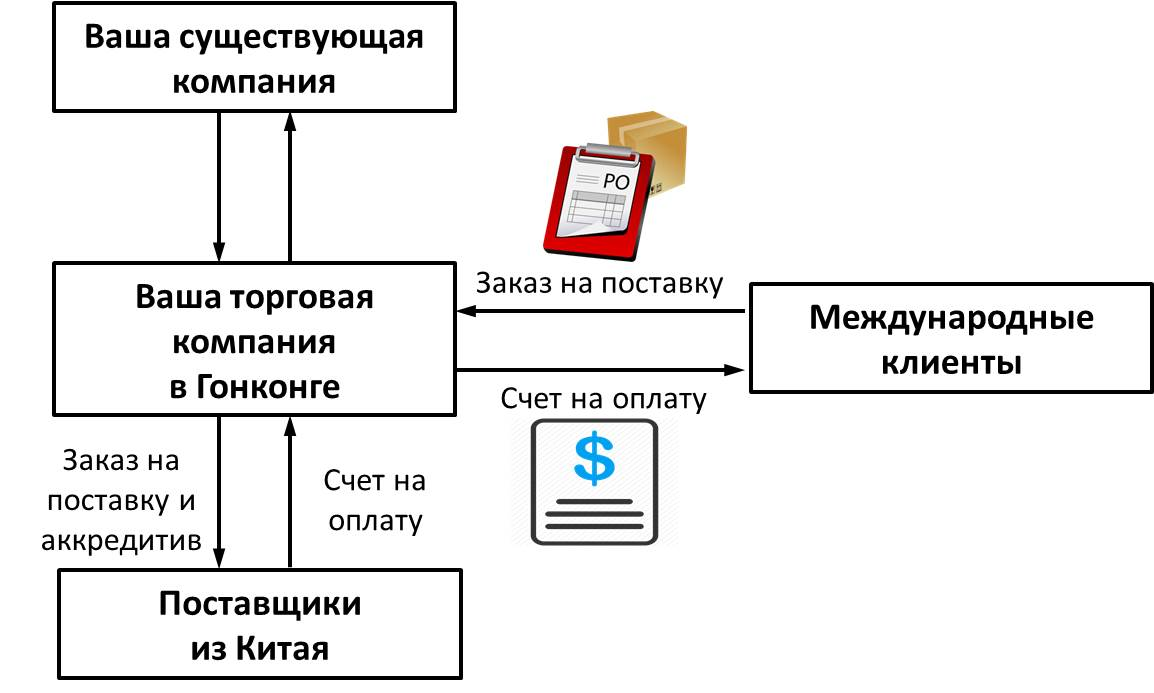 Ваша существующая
компания
PO
Заказ на поставку
Ваша торговая
компания
в Гонконге
Международные
клиенты
Счет на оплату
$
Заказ на
поставку и
аккредитив
Счет на
оплату
Поставщики
из Китая